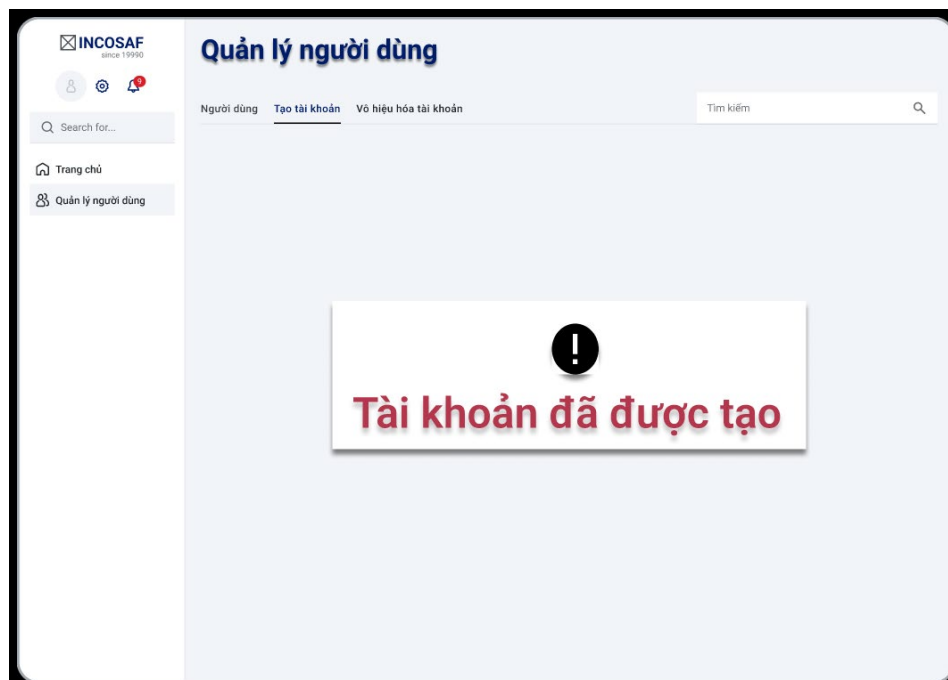 INCOSAF
since 19990
9
Search for...
Trang chủ
Quản lý người dùng
Quản lý người dùng
Người dùng Tạo tài khoản Vô hiệu hóa tài khoản
Tìm kiếm
Tài khoản đã được tạo